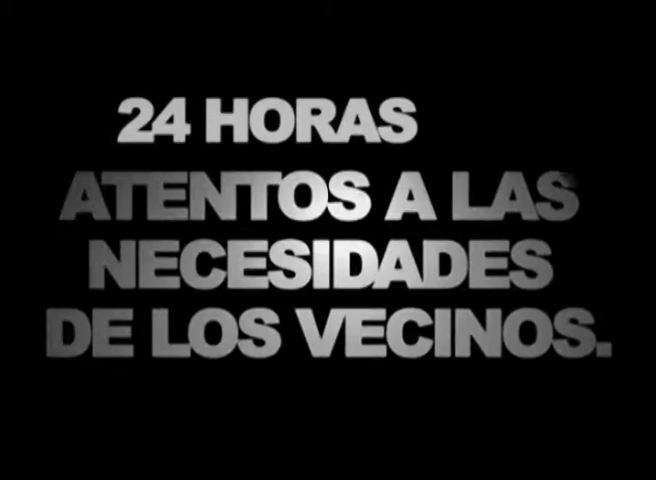 24 HORAS
ATENTOS A LAS
NECESIDADES
DE LOS VECINOS.